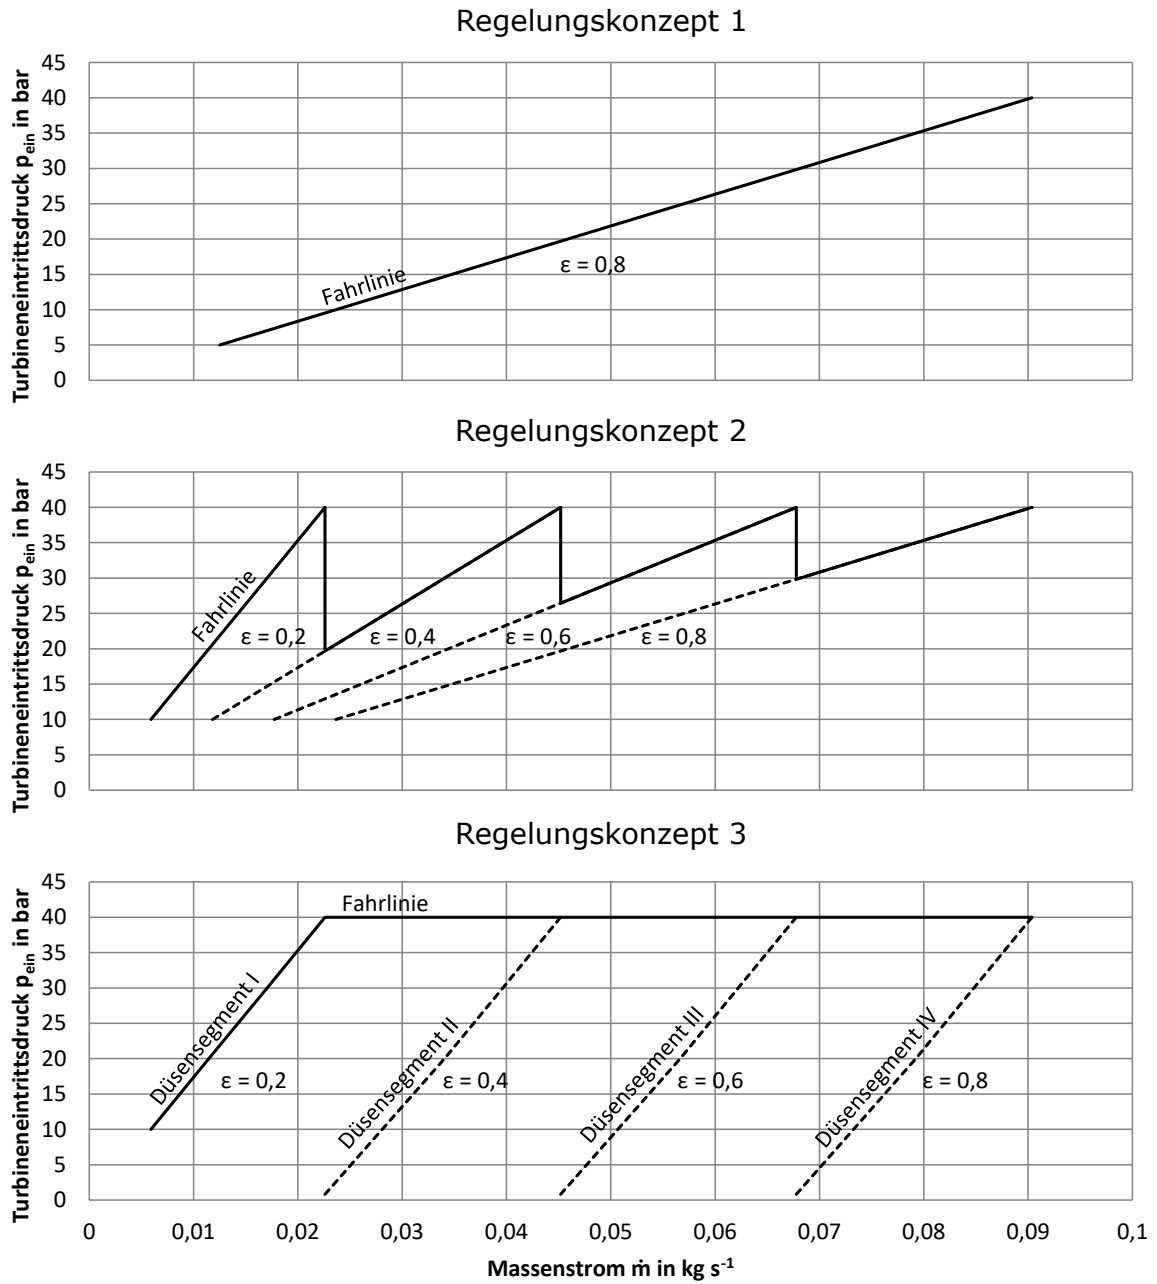 Regelungskonzept 1
Turbineneintrittsdruck p_ein in bar
45
40
35
30
25
20
15
10
5
0
Fahrlinie
ε = 0,8
Regelungskonzept 2
Turbineneintrittsdruck p_ein in bar
45
40
35
30
25
20
15
10
5
0
Fahrlinie
ε = 0,2
ε = 0,4
ε = 0,6
ε = 0,8
Regelungskonzept 3
Turbineneintrittsdruck p_ein in bar
45
40
35
30
25
20
15
10
5
0
Fahrlinie
Düsensegment I
ε = 0,2
Düsensegment II
ε = 0,4
Düsensegment III
ε = 0,6
Düsensegment IV
ε = 0,8
0 0,01 0,02 0,03 0,04 0,05 0,06 0,07 0,08 0,09 0,1
Massenstrom ṁ in kg s⁻¹